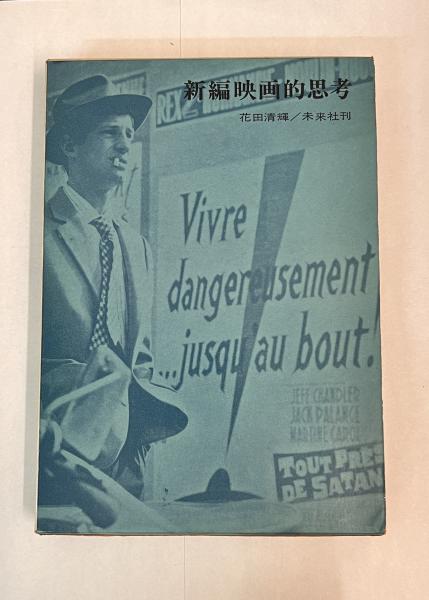 新編映画的思考
花田清輝／未来社刊
REX
Vivre
dangereusement
...jusqu'au bout!
JEFF CHANDLER
JACK PALANCE
MARTINE CAROL
TOUT PRES
DE SATAN